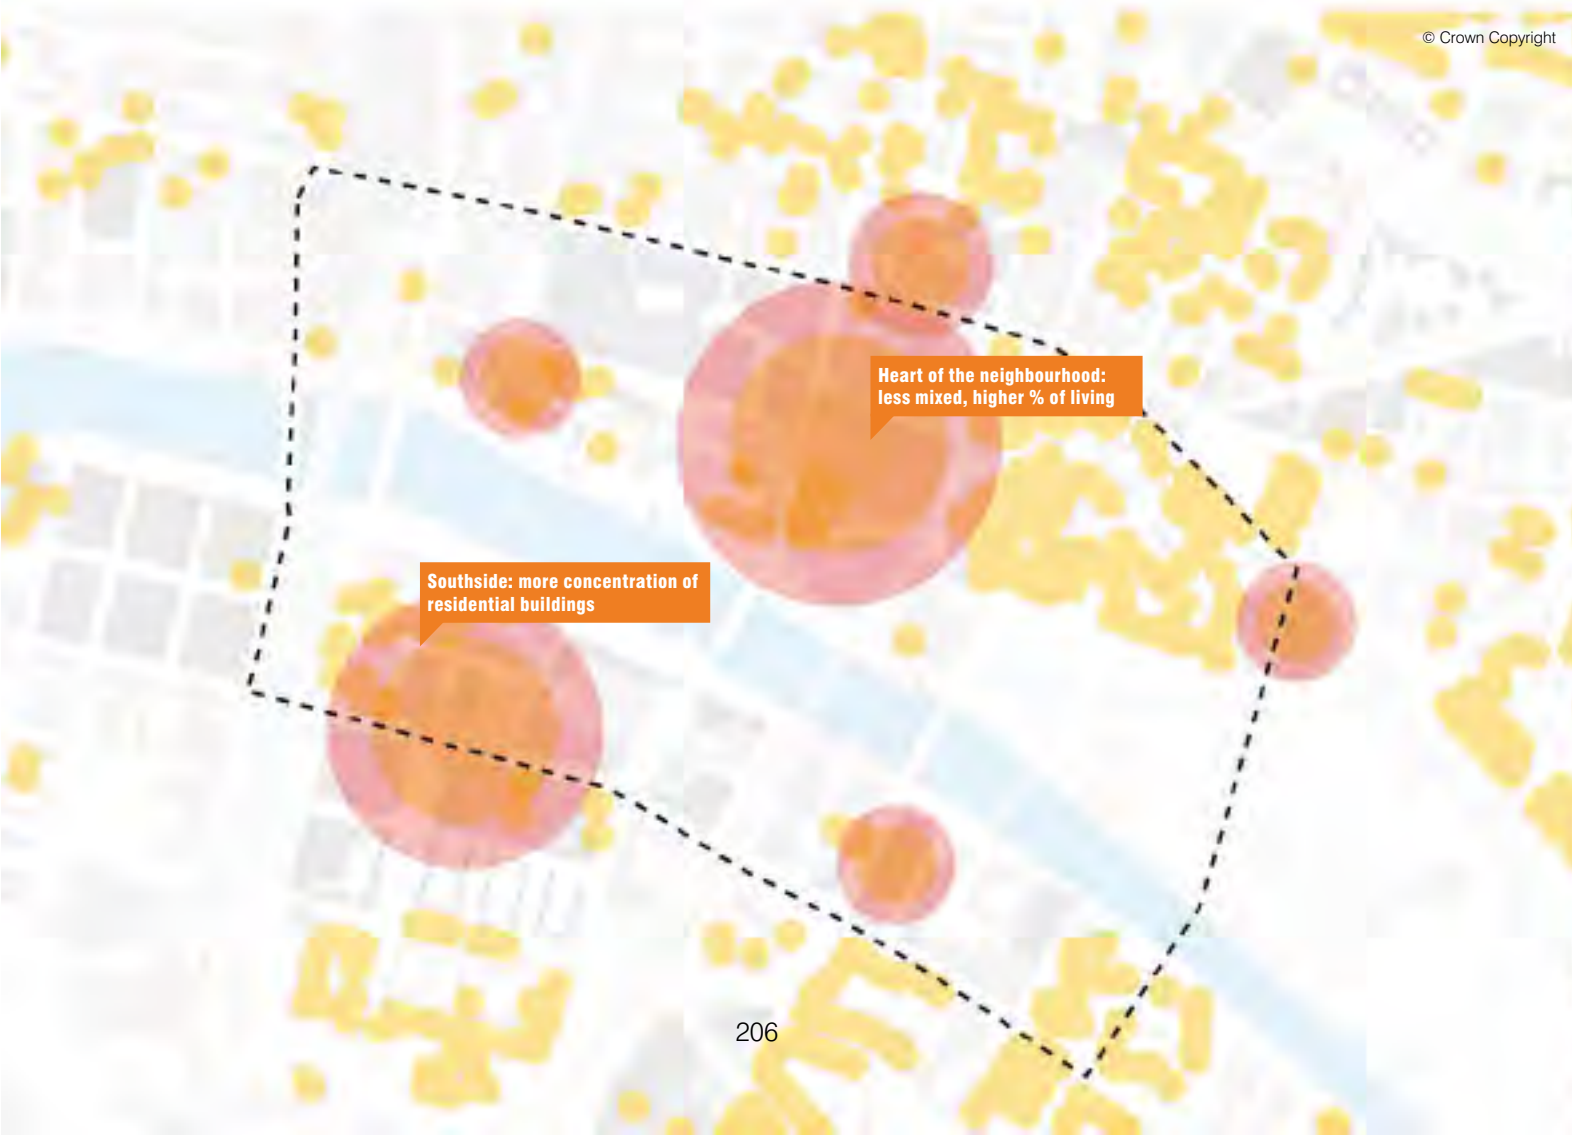 © Crown Copyright
Heart of the neighbourhood:
less mixed, higher % of living
Southside: more concentration of
residential buildings
206